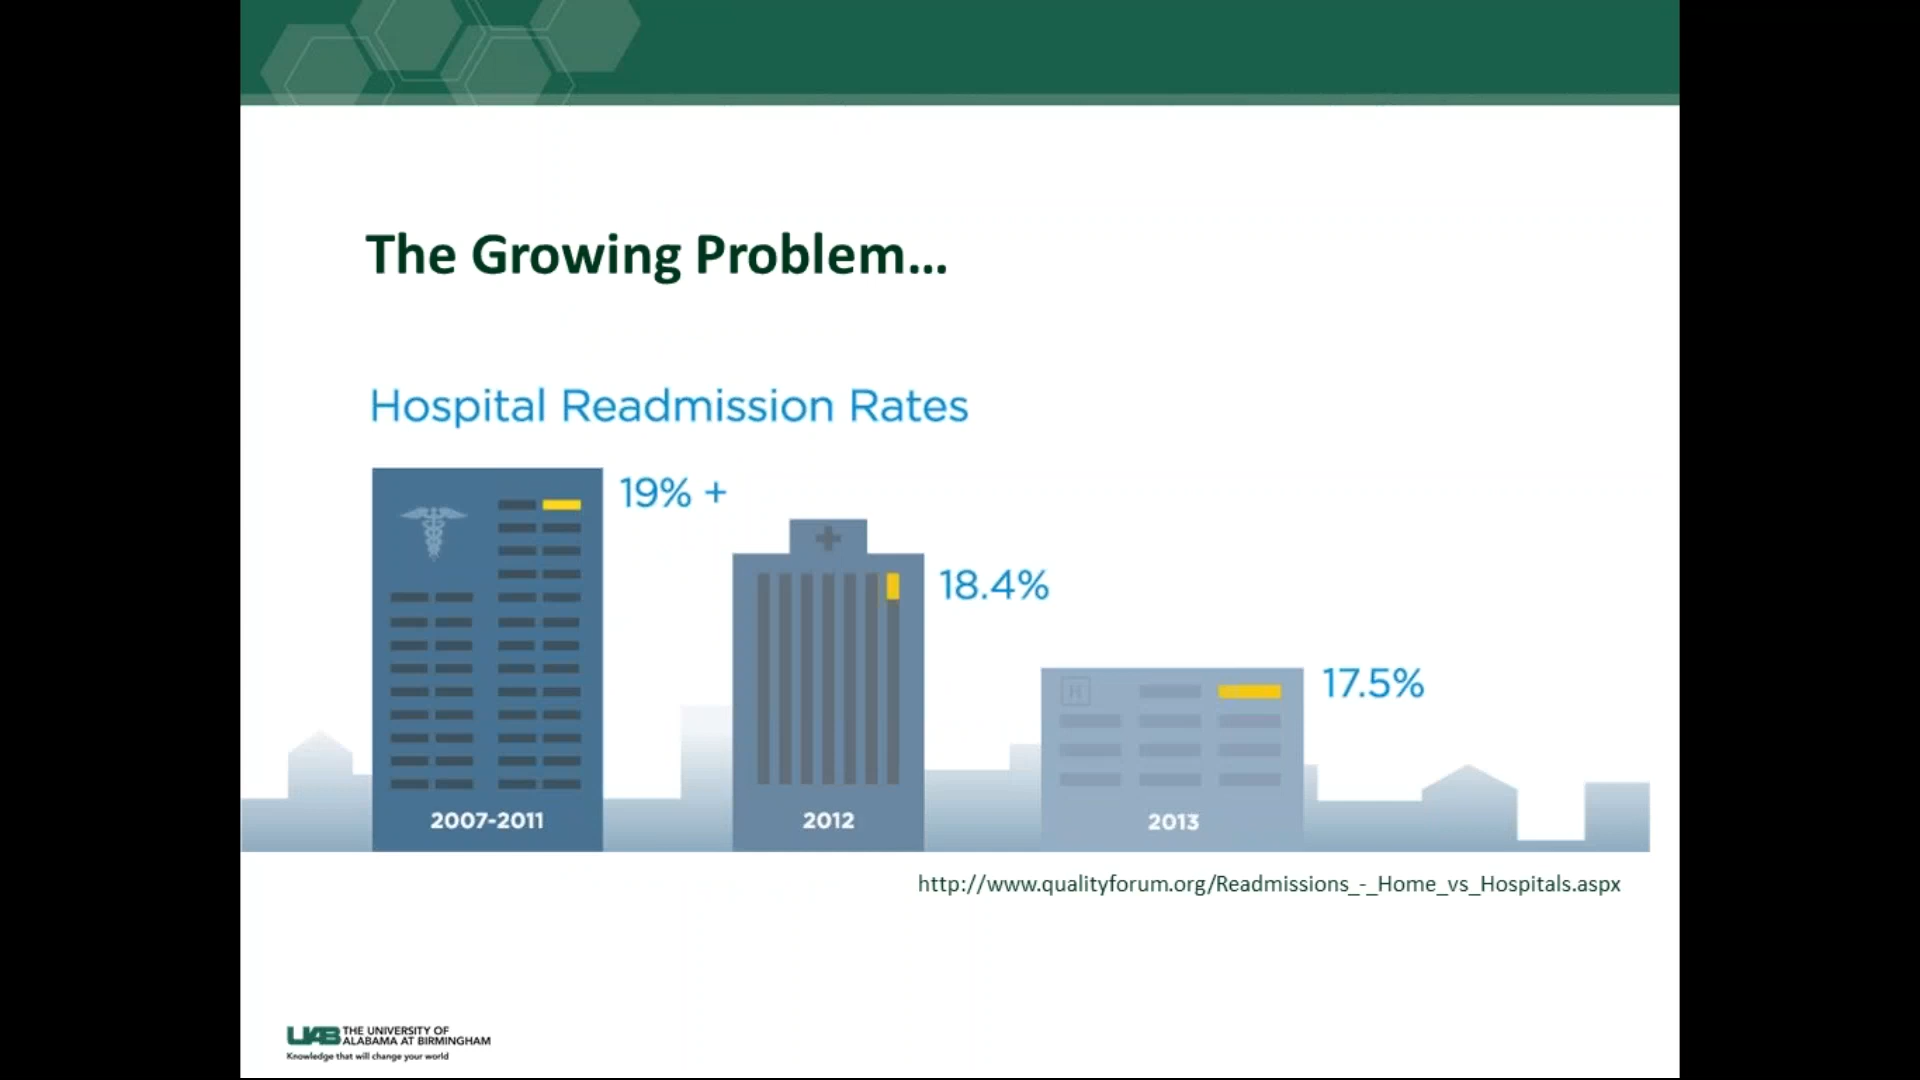 The Growing Problem...
Hospital Readmission Rates
19% +
18.4%
17.5%
H
2007-2011
2012
2013
http://www.qualityforum.org/Readmissions_-_Home_vs_Hospitals.aspx
UAB THE UNIVERSITY OF
ALABAMA AT BIRMINGHAM
Knowledge that will change your world